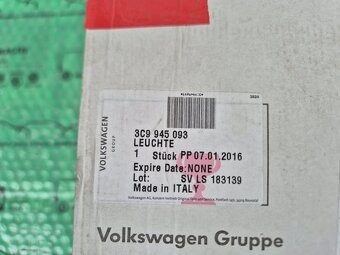 VOLKSWAGEN
GROUP
3C9 945 093
LEUCHTE
1 Stück PP 07.01.2016
Expire Date:NONE
Lot: SV LS 183139
Made in ITALY
Volkswagen Gruppe